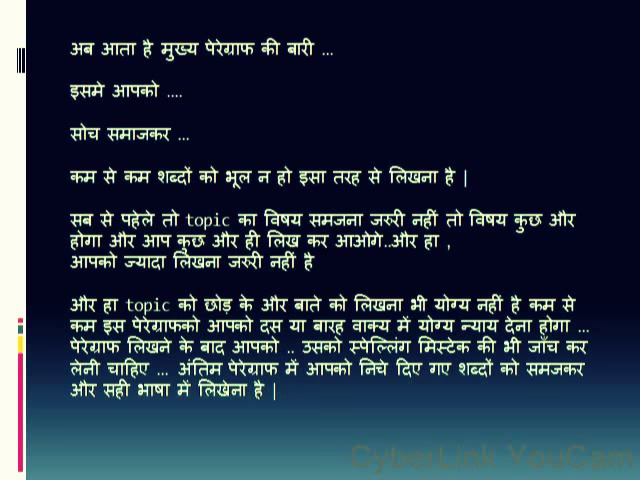 अब आता है मुख्य पेरेग्राफ की बारी ...
इसमे आपको ....
सोच समाजकर ...
कम से कम शब्दों को भूल न हो इसा तरह से लिखना है |
सब से पहेले तो topic का विषय समजना जरुरी नहीं तो विषय कुछ और
होगा और आप कुछ और ही लिख कर आओगे..और हा ,
आपको ज्यादा लिखना जरुरी नहीं है
और हा topic को छोड़ के और बाते को लिखना भी योग्य नहीं है कम से
कम इस पेरेग्राफको आपको दस या बारह वाक्य में योग्य न्याय देना होगा ...
पेरेग्राफ लिखने के बाद आपको .. उसको स्पेल्लिंग मिस्टेक की भी जाँच कर
लेनी चाहिए ... अंतिम पेरेग्राफ में आपको निचे दिए गए शब्दों को समजकर
और सही भाषा में लिखेना है |
CyberLink YouCam